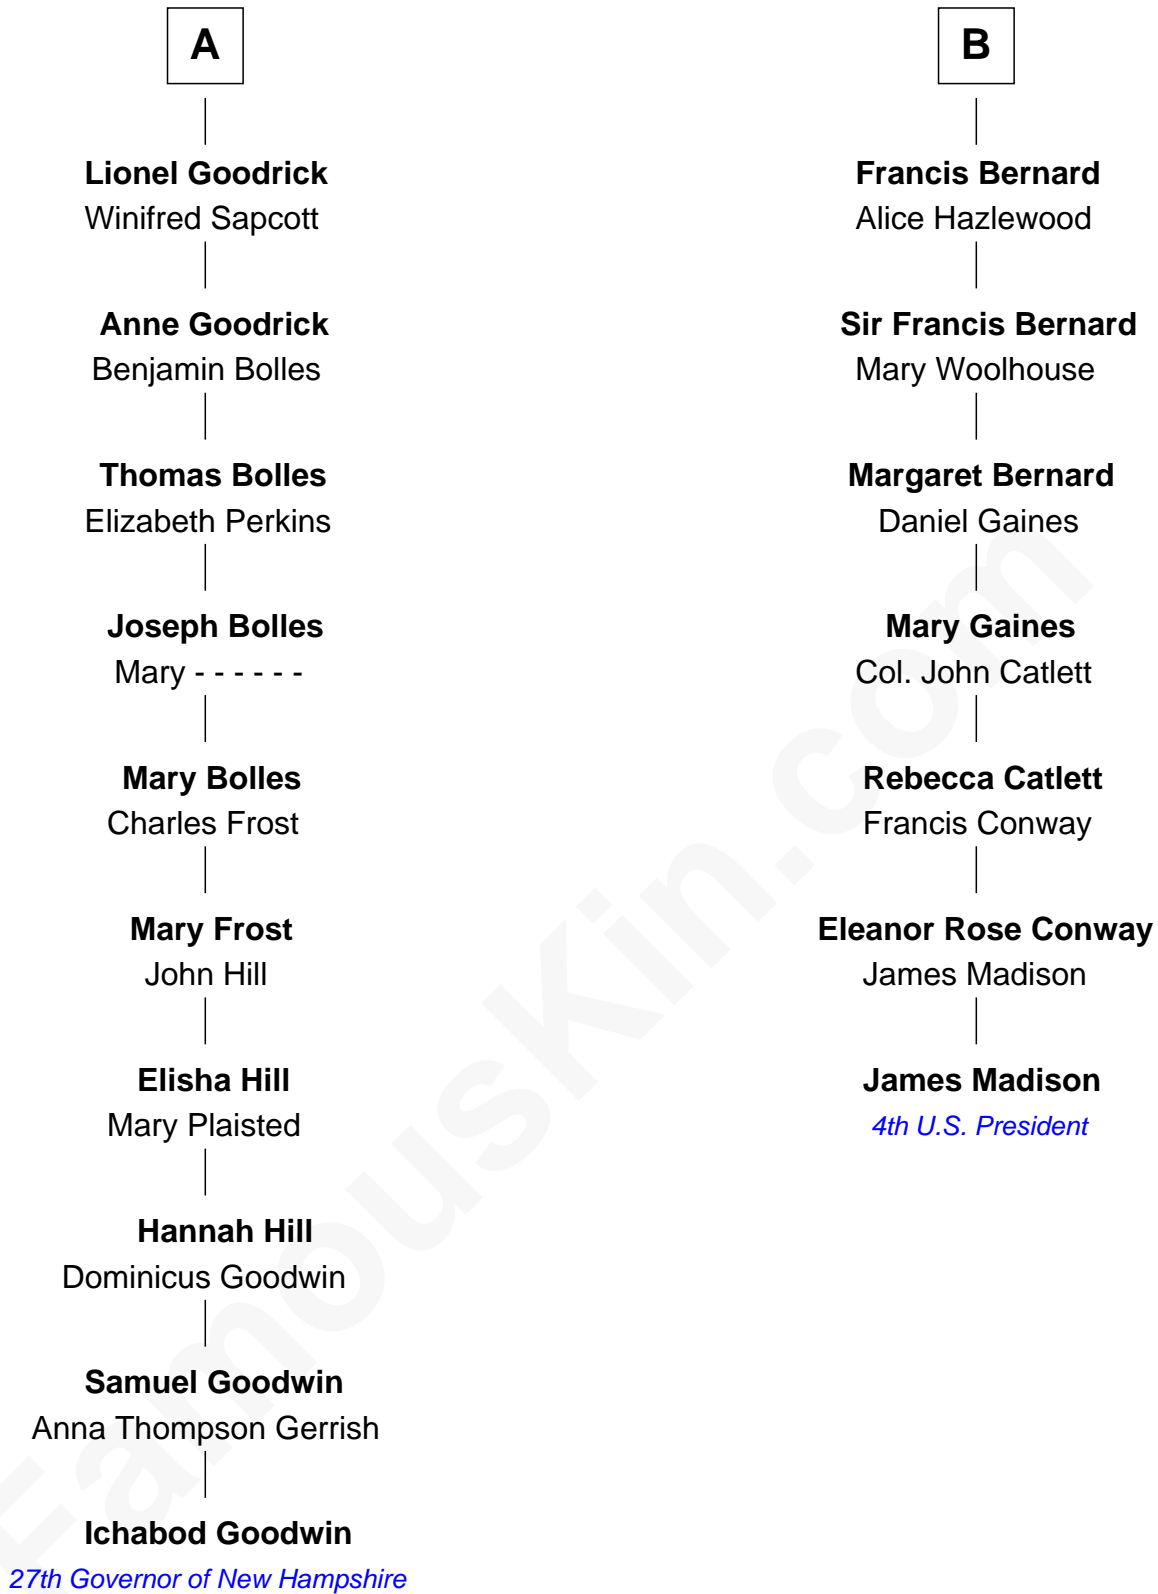 A
Lionel Goodrick
Winifred Sapcott
Anne Goodrick
Benjamin Bolles
Thomas Bolles
Elizabeth Perkins
Joseph Bolles
Mary - - - - - -
Mary Bolles
Charles Frost
Mary Frost
John Hill
Elisha Hill
Mary Plaisted
Hannah Hill
Dominicus Goodwin
Samuel Goodwin
Anna Thompson Gerrish
Ichabod Goodwin
27th Governor of New Hampshire
B
Francis Bernard
Alice Hazlewood
Sir Francis Bernard
Mary Woolhouse
Margaret Bernard
Daniel Gaines
Mary Gaines
Col. John Catlett
Rebecca Catlett
Francis Conway
Eleanor Rose Conway
James Madison
James Madison
4th U.S. President
FamousKin.com